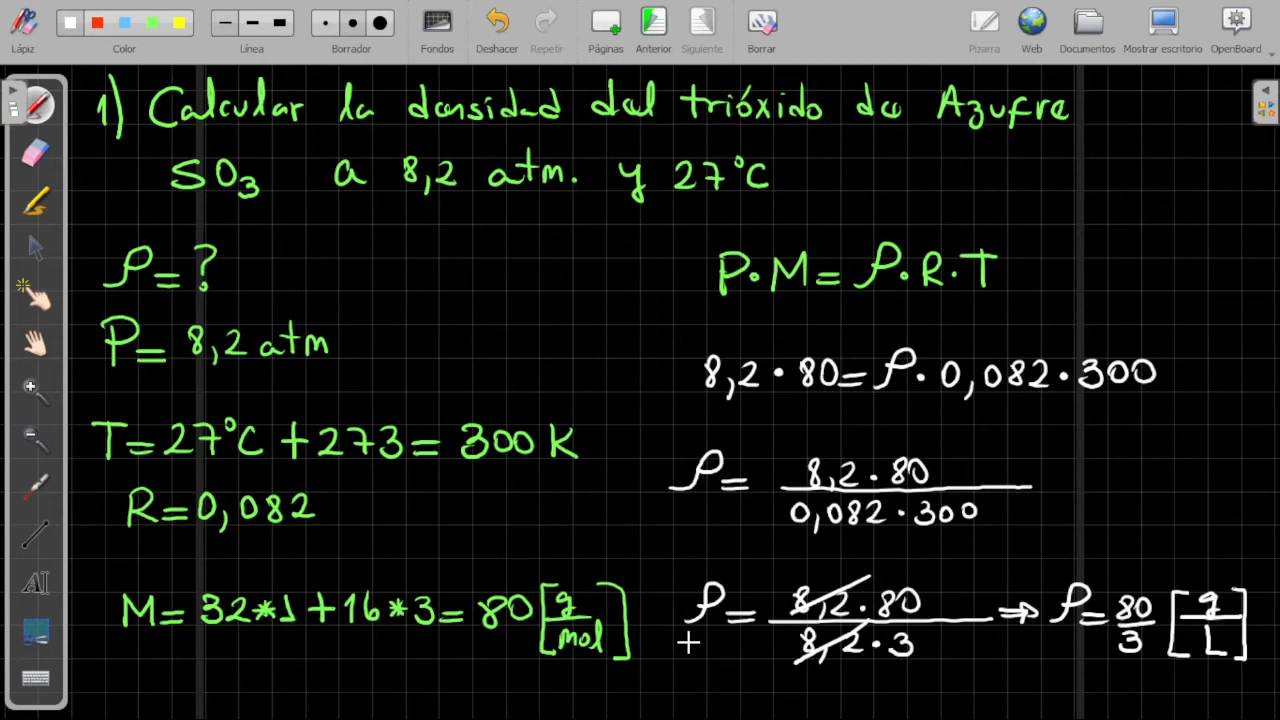 Lápiz Color Línea Borrador Fondos Deshacer Repetir Páginas Anterior Siguiente Borrar Pizarra Web Documentos Mostrar escritorio OpenBoard
1) Calcular la densidad del trióxido de Azufre
SO3 a 8,2 atm. y 27°C
ρ = ?
P = 8,2 atm
T = 27°C + 273 = 300 K
R = 0,082
M = 32*1 + 16*3 = 80 [g/mol]
P·M = ρ·R·T
8,2·80 = ρ·0,082·300
ρ = 8,2·80 / 0,082·300
ρ = 8,2·80 / 8,2·3 ⇒ ρ = 80/3 [g/L]
AI